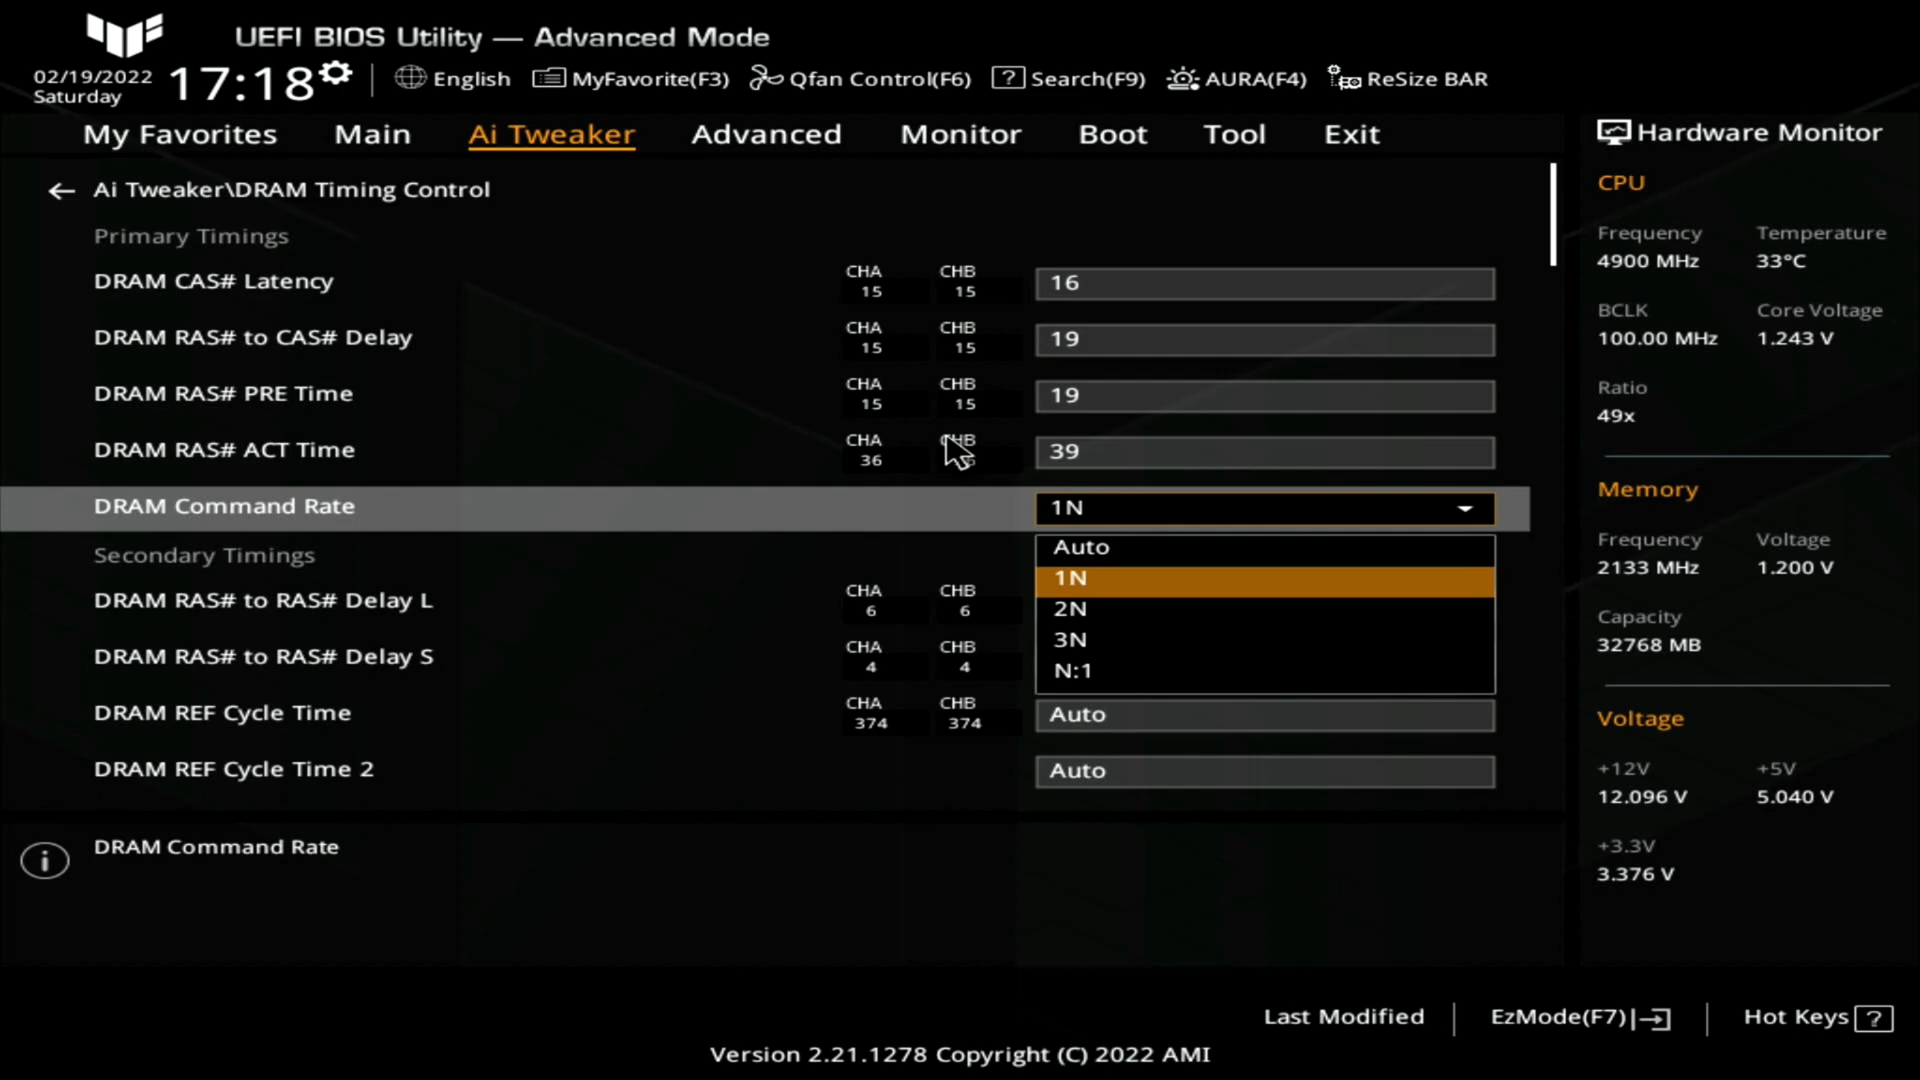 UEFI BIOS Utility — Advanced Mode
02/19/2022
Saturday
17:18
English
MyFavorite(F3)
Qfan Control(F6)
? Search(F9)
AURA(F4)
ReSize BAR
My Favorites
Main
Ai Tweaker
Advanced
Monitor
Boot
Tool
Exit
Ai Tweaker\DRAM Timing Control
Primary Timings
DRAM CAS# Latency
CHA
15
CHB
15
16
DRAM RAS# to CAS# Delay
CHA
15
CHB
15
19
DRAM RAS# PRE Time
CHA
15
CHB
15
19
DRAM RAS# ACT Time
CHA
36
39
DRAM Command Rate
1N
Auto
1N
2N
3N
N:1
Secondary Timings
DRAM RAS# to RAS# Delay L
CHA
6
CHB
6
DRAM RAS# to RAS# Delay S
CHA
4
CHB
4
DRAM REF Cycle Time
CHA
374
CHB
374
Auto
DRAM REF Cycle Time 2
Auto
i
DRAM Command Rate
Hardware Monitor
CPU
Frequency
Temperature
4900 MHz
33°C
BCLK
Core Voltage
100.00 MHz
1.243 V
Ratio
49x
Memory
Frequency
Voltage
2133 MHz
1.200 V
Capacity
32768 MB
Voltage
+12V
+5V
12.096 V
5.040 V
+3.3V
3.376 V
Last Modified
EzMode(F7)
Hot Keys ?
Version 2.21.1278 Copyright (C) 2022 AMI